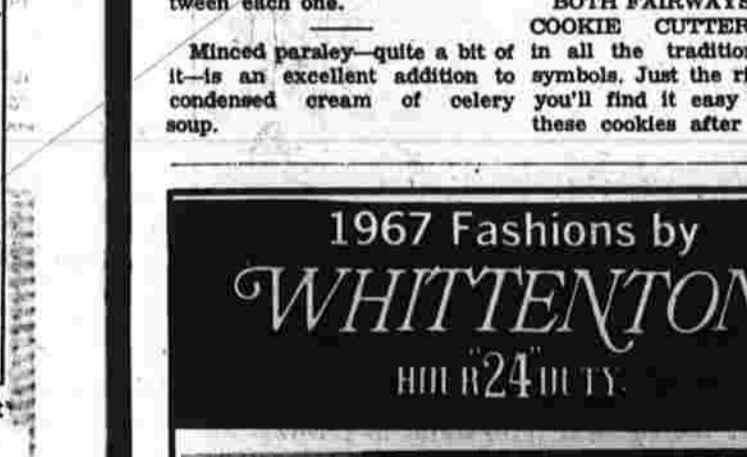 tween each one.
Minced parsley—quite a bit of
it—is an excellent addition to
condensed cream of celery
soup.
BOTH FAIRWAYS
COOKIE CUTTER
in all the tradition
symbols. Just the ri
you'll find it easy
these cookies after
1967 Fashions by
WHITTENTON
"24"